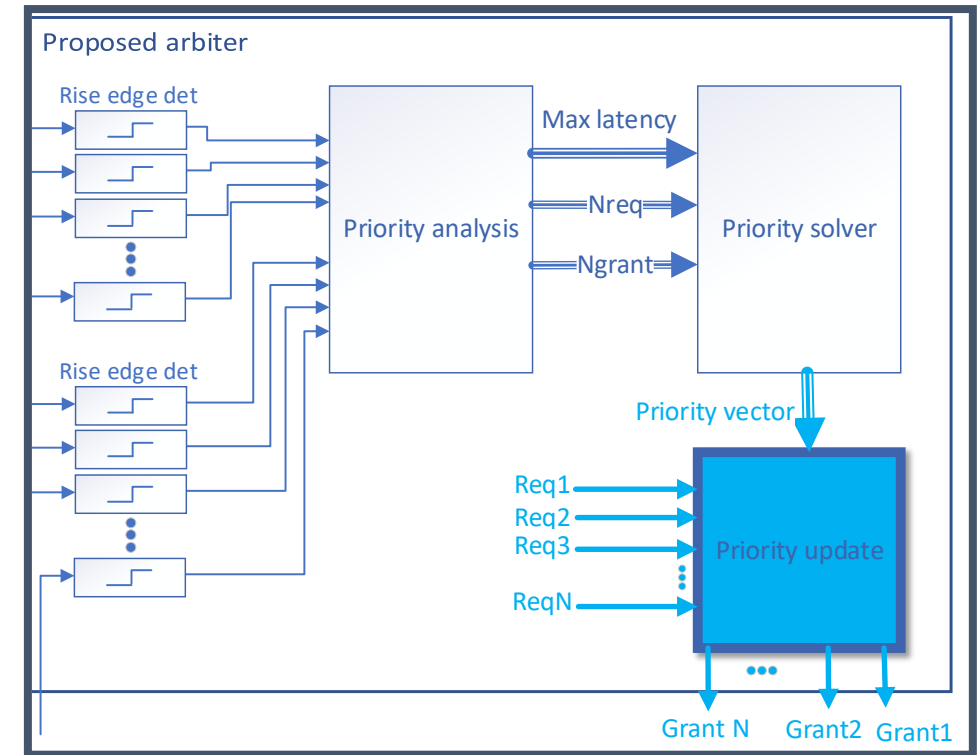 Proposed arbiter
Rise edge det
Max latency
Nreq
Priority analysis
Priority solver
Ngrant
Rise edge det
Priority vector
Req1
Req2
Req3
Priority update
ReqN
Grant N
Grant2
Grant1